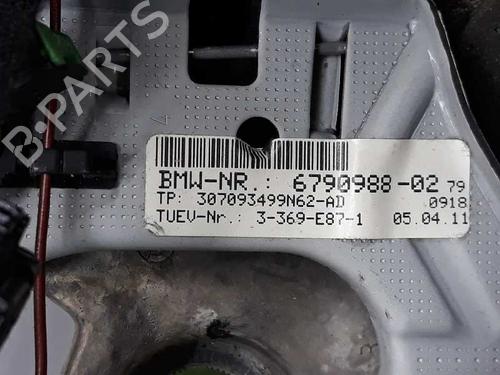 B-PARTS
BMW-NR.: 6790988-02 79
TP: 307093499N62-AD 0918
TUEV-Nr.: 3-369-E87-1 05.04.11